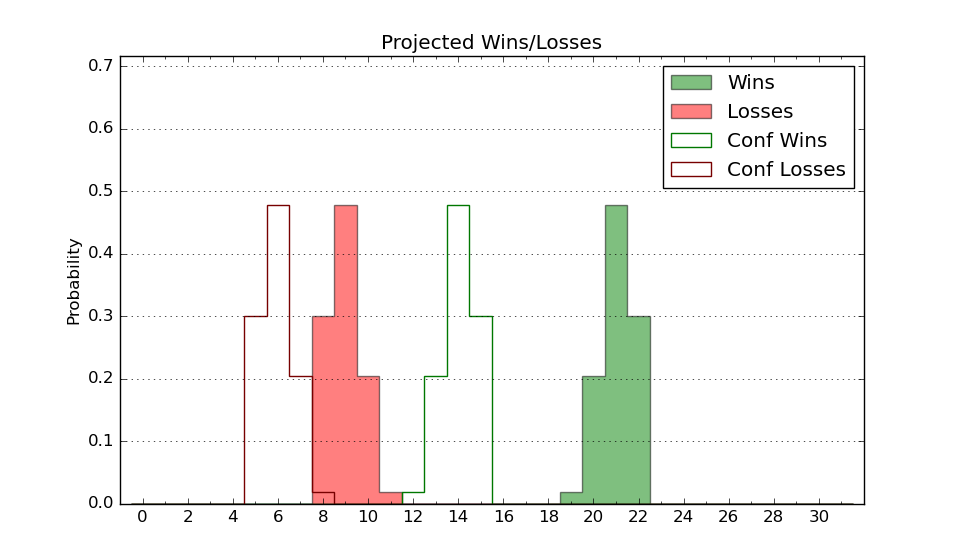 Projected Wins/Losses
0.7
0.6
0.5
0.4
0.3
0.2
0.1
0.0
Probability
Wins
Losses
Conf Wins
Conf Losses
0 2 4 6 8 10 12 14 16 18 20 22 24 26 28 30